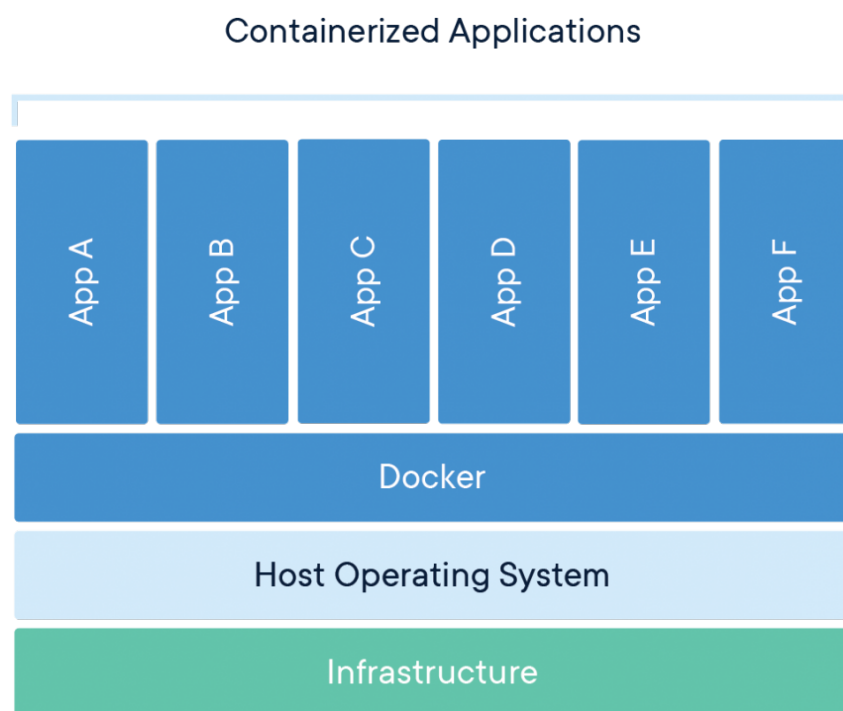 Containerized Applications
App A
App B
App C
App D
App E
App F
Docker
Host Operating System
Infrastructure